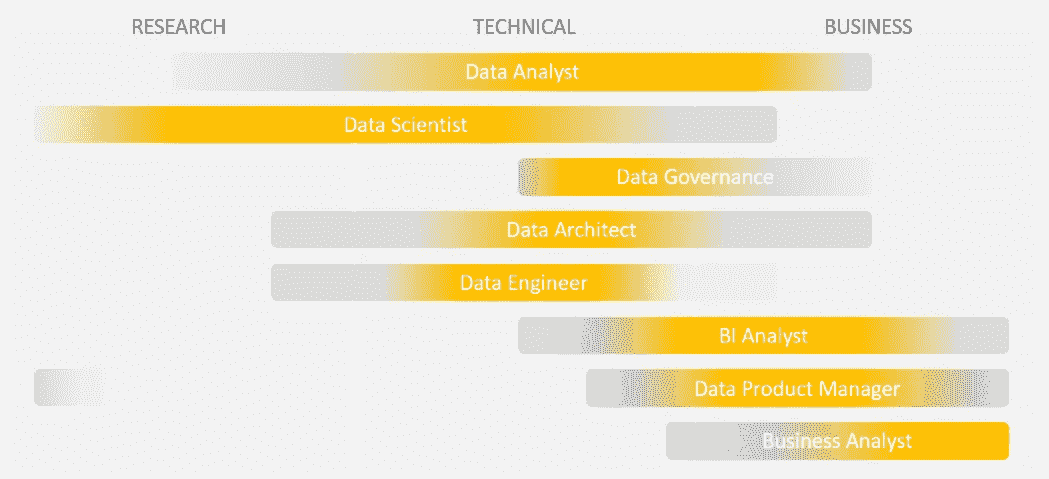 RESEARCH TECHNICAL BUSINESS
Data Analyst
Data Scientist
Data Governance
Data Architect
Data Engineer
BI Analyst
Data Product Manager
Business Analyst